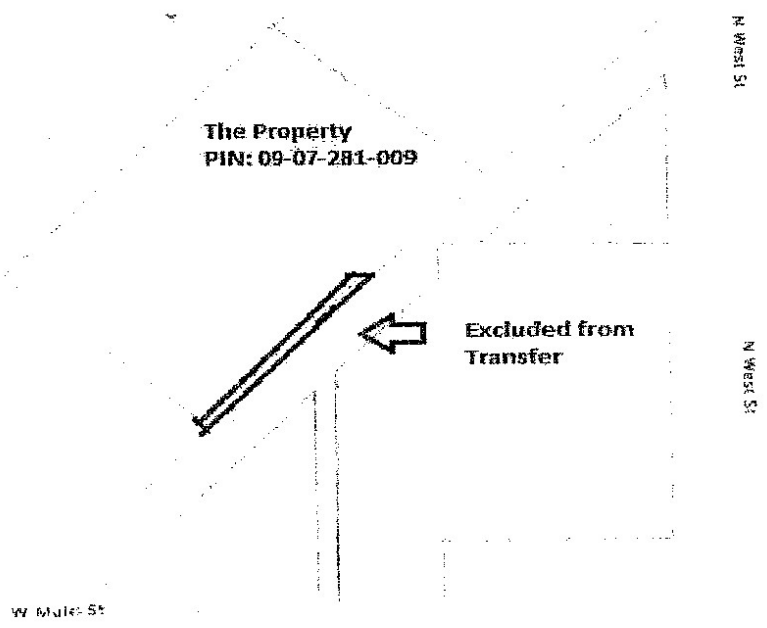 N West St
The Property
PIN: 09-07-281-009
Excluded from
Transfer
N West St
W Main St